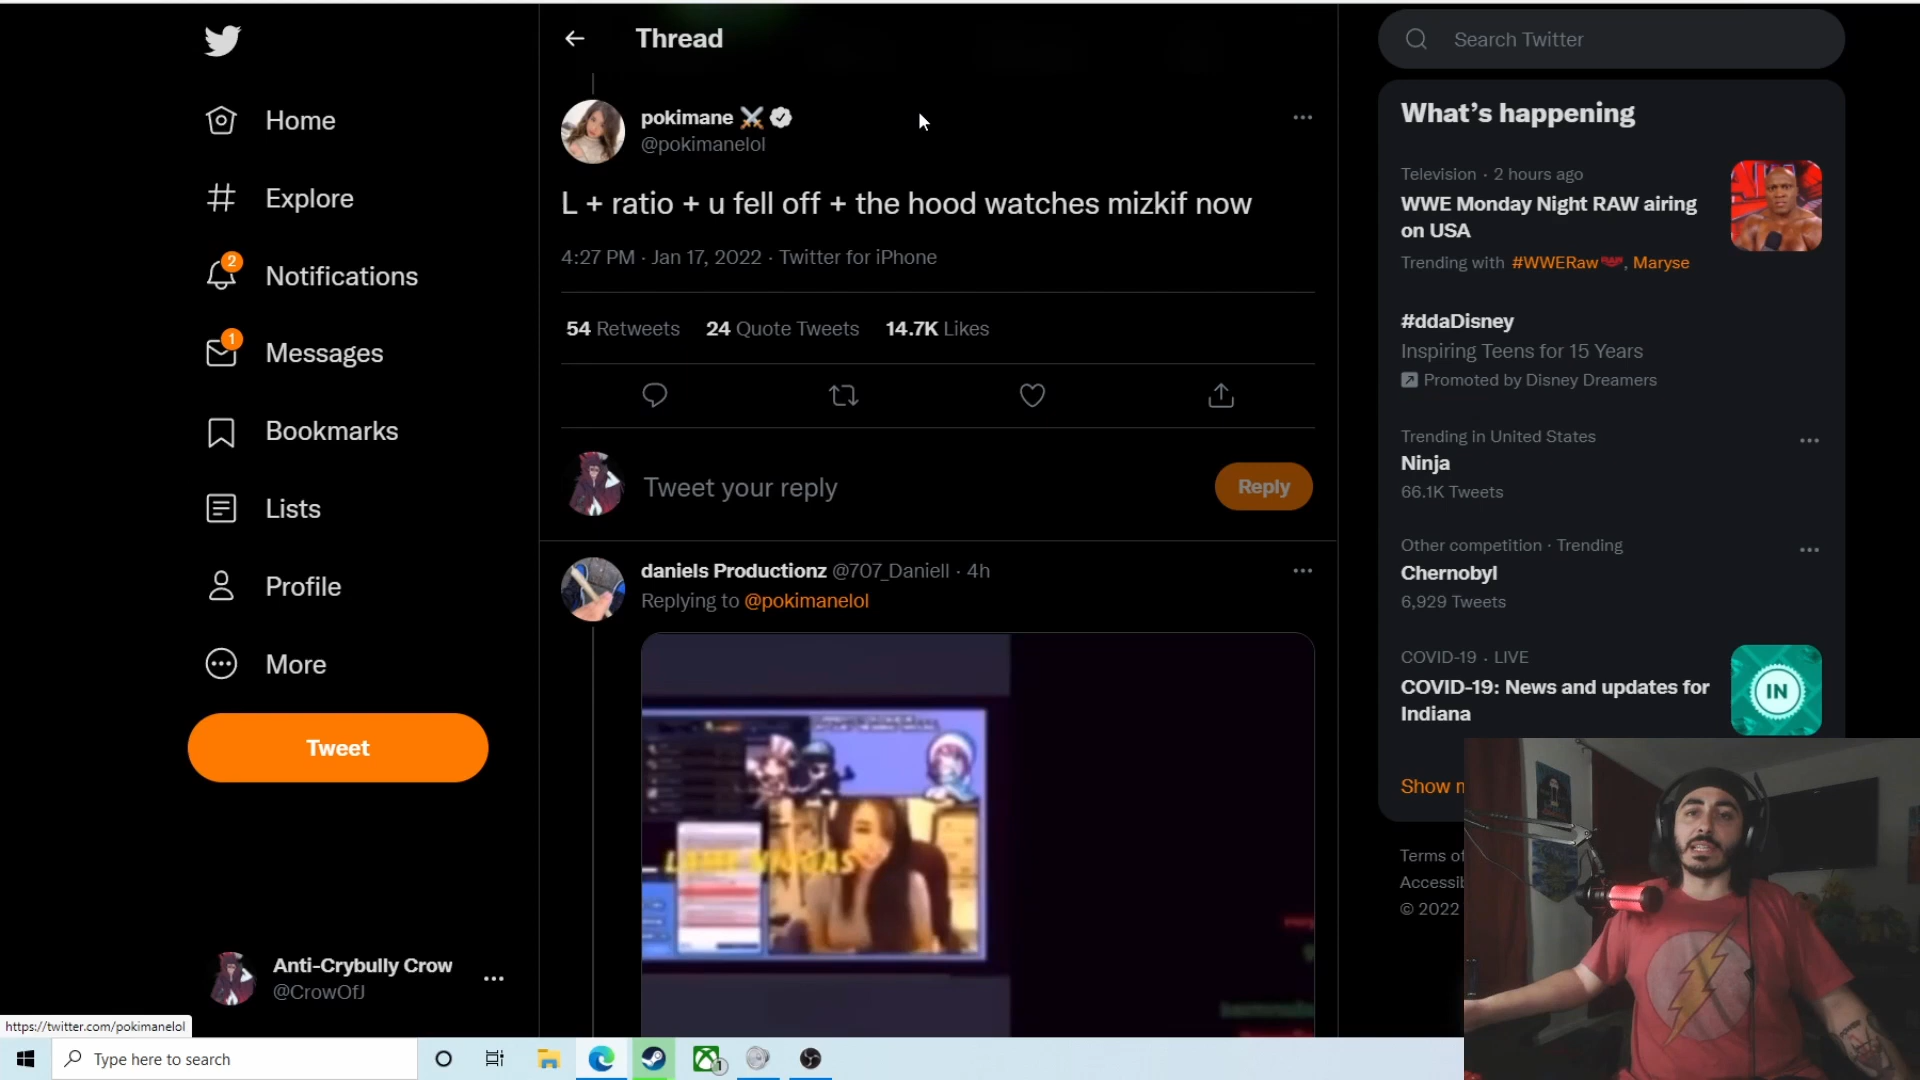 Thread
Search Twitter
Home
Explore
2
Notifications
1
Messages
Bookmarks
Lists
Profile
More
Tweet
Anti-Crybully Crow
@CrowOfJ
https://twitter.com/pokimanelol
pokimane
@pokimanelol
L + ratio + u fell off + the hood watches mizkif now
4:27 PM · Jan 17, 2022 · Twitter for iPhone
54 Retweets 24 Quote Tweets 14.7K Likes
Tweet your reply
Reply
daniels Productionz @707_Daniell · 4h
Replying to @pokimanelol
What's happening
Television · 2 hours ago
WWE Monday Night RAW airing
on USA
Trending with #WWERaw, Maryse
#ddaDisney
Inspiring Teens for 15 Years
Promoted by Disney Dreamers
Trending in United States
Ninja
66.1K Tweets
Other competition · Trending
Chernobyl
6,929 Tweets
COVID-19 · LIVE
COVID-19: News and updates for
Indiana
IN
Show
Terms of
© 2022
Type here to search
1